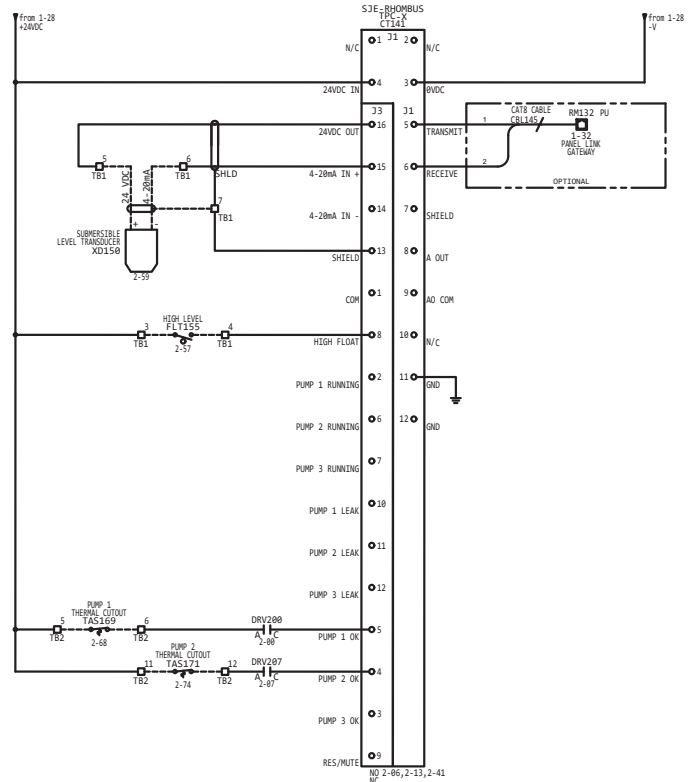 SJE-RHOMBUS
TPC-X
CT141
from 1-28
+24VDC
from 1-28
-V
J1
N/C 1 2 N/C
24VDC IN 4 3 0VDC
J3 J1
24VDC OUT 16 5 TRANSMIT
4-20mA IN + 15 6 RECEIVE
4-20mA IN - 14 7 SHIELD
SHIELD 13 8 A OUT
COM 1 9 AO COM
HIGH FLOAT 8 10 N/C
PUMP 1 RUNNING 2 11 GND
PUMP 2 RUNNING 6 12 GND
PUMP 3 RUNNING 7
PUMP 1 LEAK 10
PUMP 2 LEAK 11
PUMP 3 LEAK 12
PUMP 1 OK 5
PUMP 2 OK 4
PUMP 3 OK 3
RES/MUTE 9
NO 2-06,2-13,2-41
NC
1
2
CAT8 CABLE
CBL145
RM132 PU
1-32
PANEL LINK
GATEWAY
OPTIONAL
5
TB1
6
TB1
SHLD
7
TB1
24 VDC
4-20mA
+ -
SUBMERSIBLE
LEVEL TRANSDUCER
XD150
2-59
3
TB1
HIGH LEVEL
FLT155
2-57
4
TB1
5
TB2
PUMP 1
THERMAL CUTOUT
TAS169
2-68
6
TB2
DRV200
A C
2-00
11
TB2
PUMP 2
THERMAL CUTOUT
TAS171
2-74
12
TB2
DRV207
A C
2-07